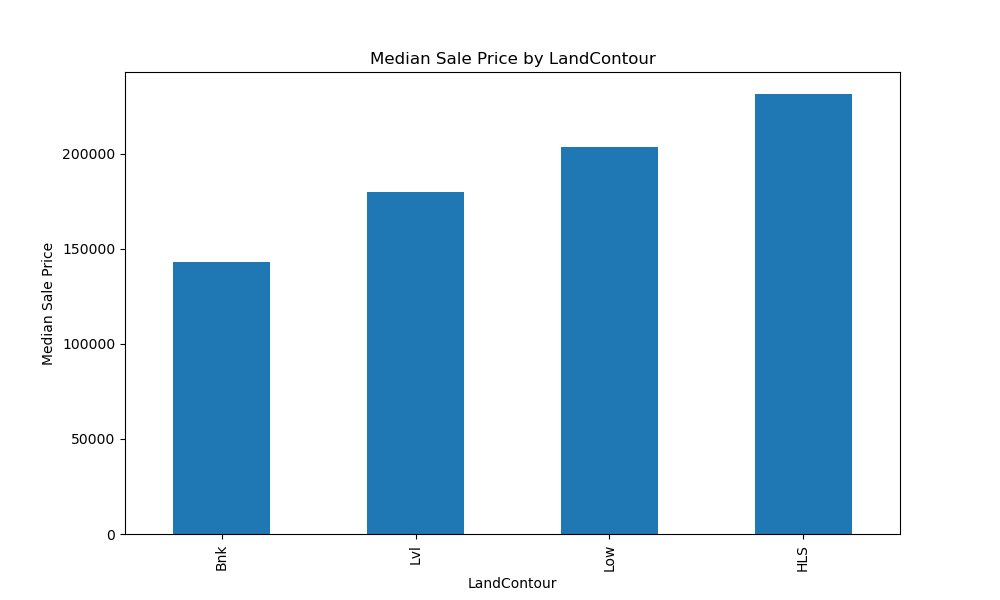 Median Sale Price by LandContour
Median Sale Price
200000
150000
100000
50000
0
Bnk
Lvl
Low
HLS
LandContour